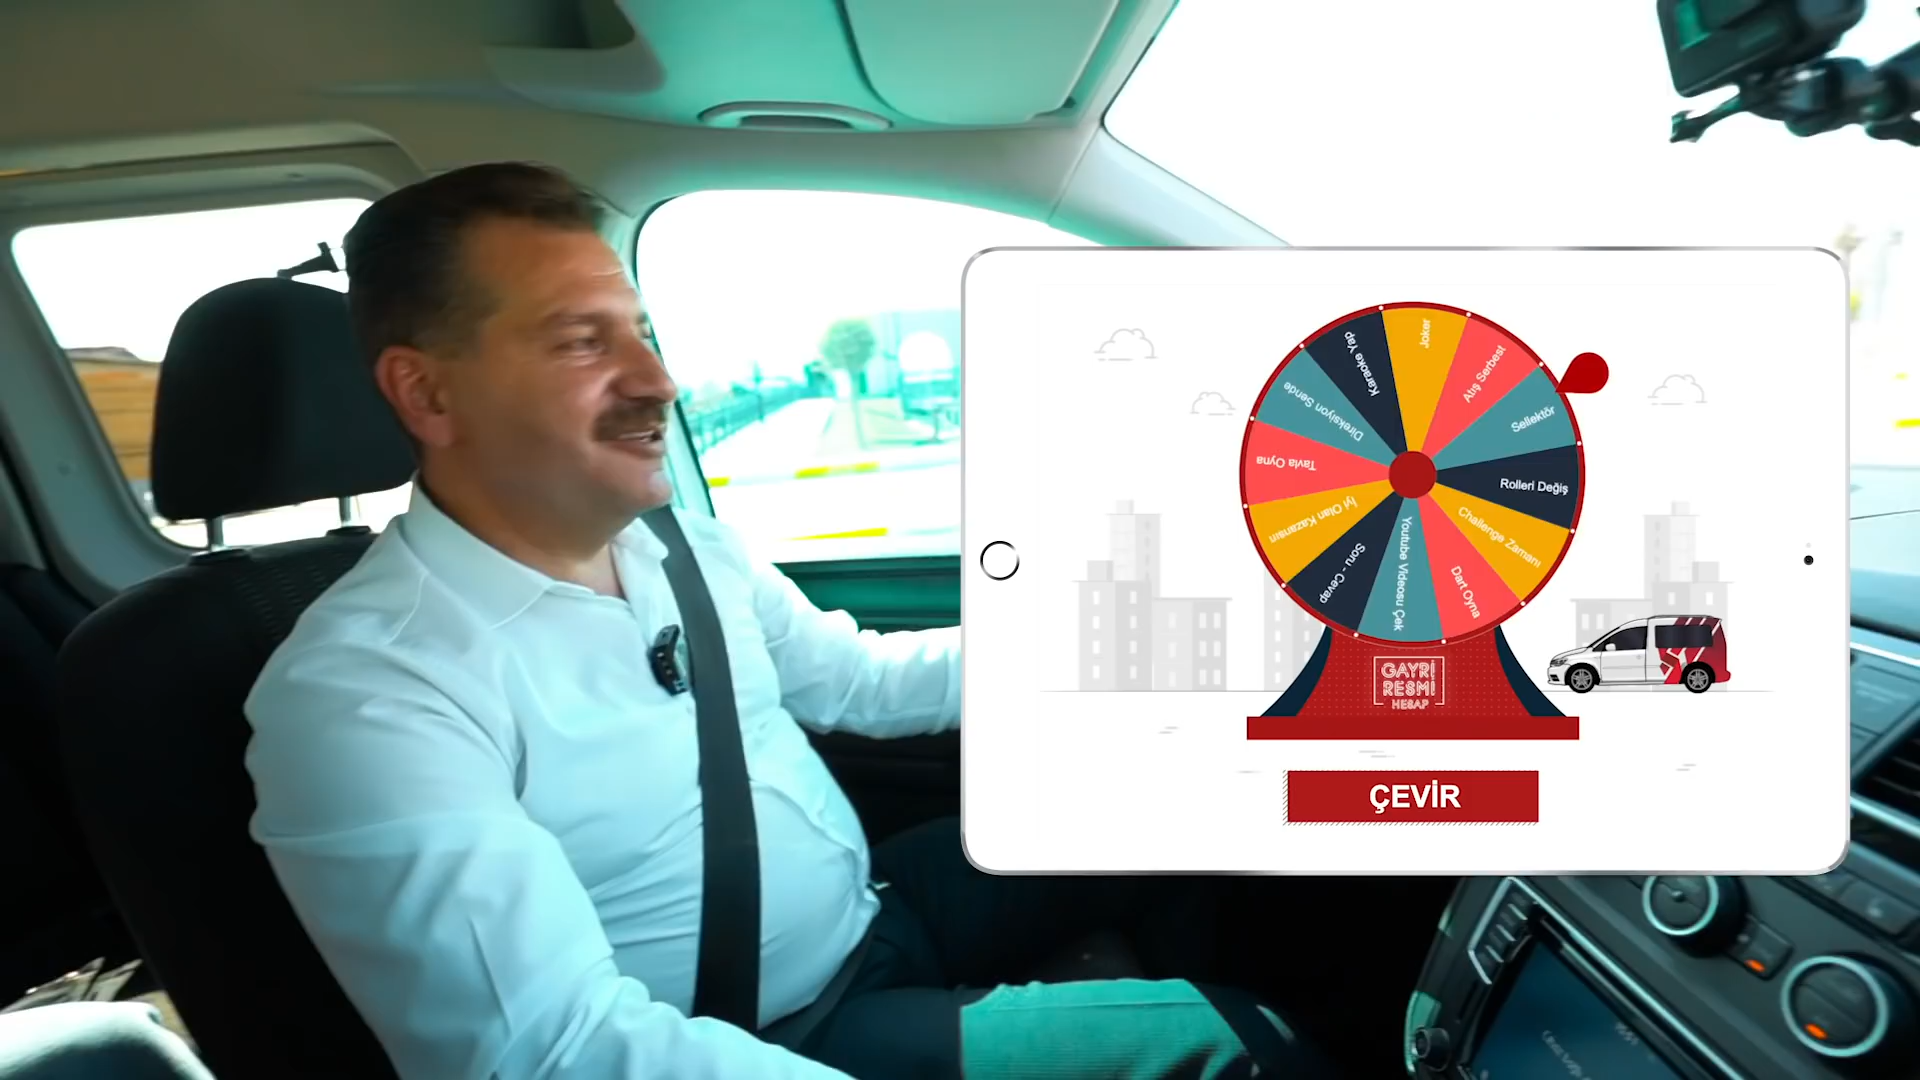 Joker
Atış Serbest
Sellektör
Rolleri Değiş
Challenge Zamanı
Dart Oyna
Youtube Videosu Çek
Soru - Cevap
İyi Olan Kazansın
Tavla Oyna
Direksiyon Sende
Karaoke Yap
GAYRİ
RESMİ
HESAP
ÇEVİR